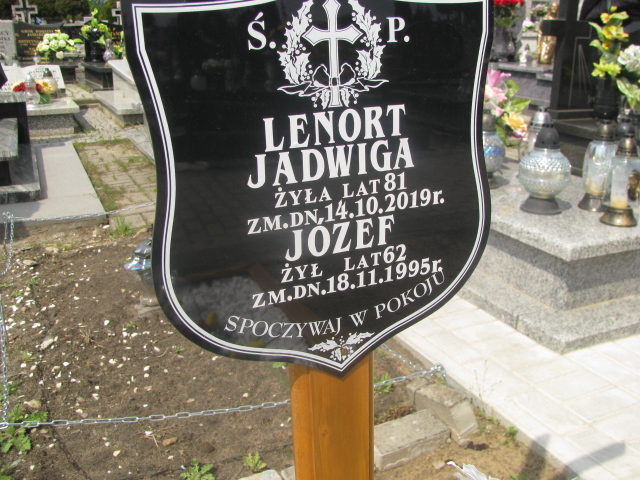 Ś. P.
LENORT
JADWIGA
ŻYŁA LAT 81
ZM.DN,14.10.2019r.
JÓZEF
ŻYŁ LAT 62
ZM.DN.18.11.1995r.
SPOCZYWAJ W POKOJU